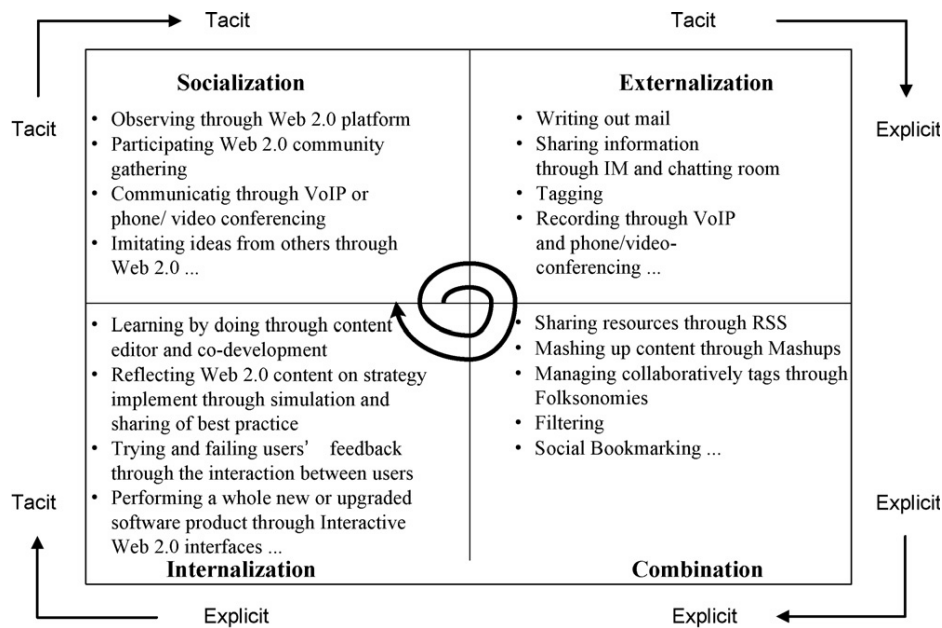 Tacit
Tacit
Tacit
Explicit
Socialization
• Observing through Web 2.0 platform
• Participating Web 2.0 community
gathering
• Communicatig through VoIP or
phone/ video conferencing
• Imitating ideas from others through
Web 2.0 ...
Externalization
• Writing out mail
• Sharing information
through IM and chatting room
• Tagging
• Recording through VoIP
and phone/video-
conferencing ...
• Learning by doing through content
editor and co-development
• Reflecting Web 2.0 content on strategy
implement through simulation and
sharing of best practice
• Trying and failing users’ feedback
through the interaction between users
• Performing a whole new or upgraded
software product through Interactive
Web 2.0 interfaces ...
Internalization
• Sharing resources through RSS
• Mashing up content through Mashups
• Managing collaboratively tags through
Folksonomies
• Filtering
• Social Bookmarking ...
Combination
Tacit
Explicit
Explicit
Explicit